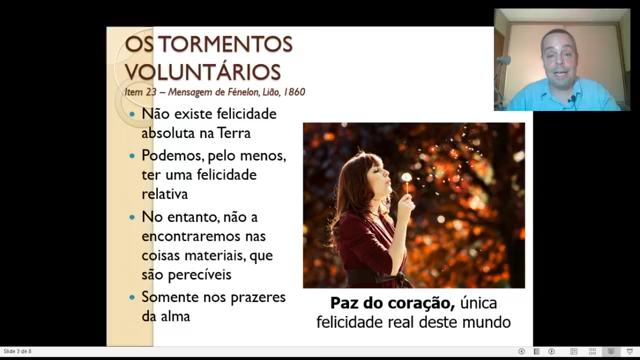 OS TORMENTOS
VOLUNTÁRIOS
Item 23 – Mensagem de Fénelon, Lião, 1860
• Não existe felicidade
absoluta na Terra
• Podemos, pelo menos,
ter uma felicidade
relativa
• No entanto, não a
encontraremos nas
coisas materiais, que
são perecíveis
• Somente nos prazeres
da alma
Paz do coração, única
felicidade real deste mundo
Slide 3 de 8